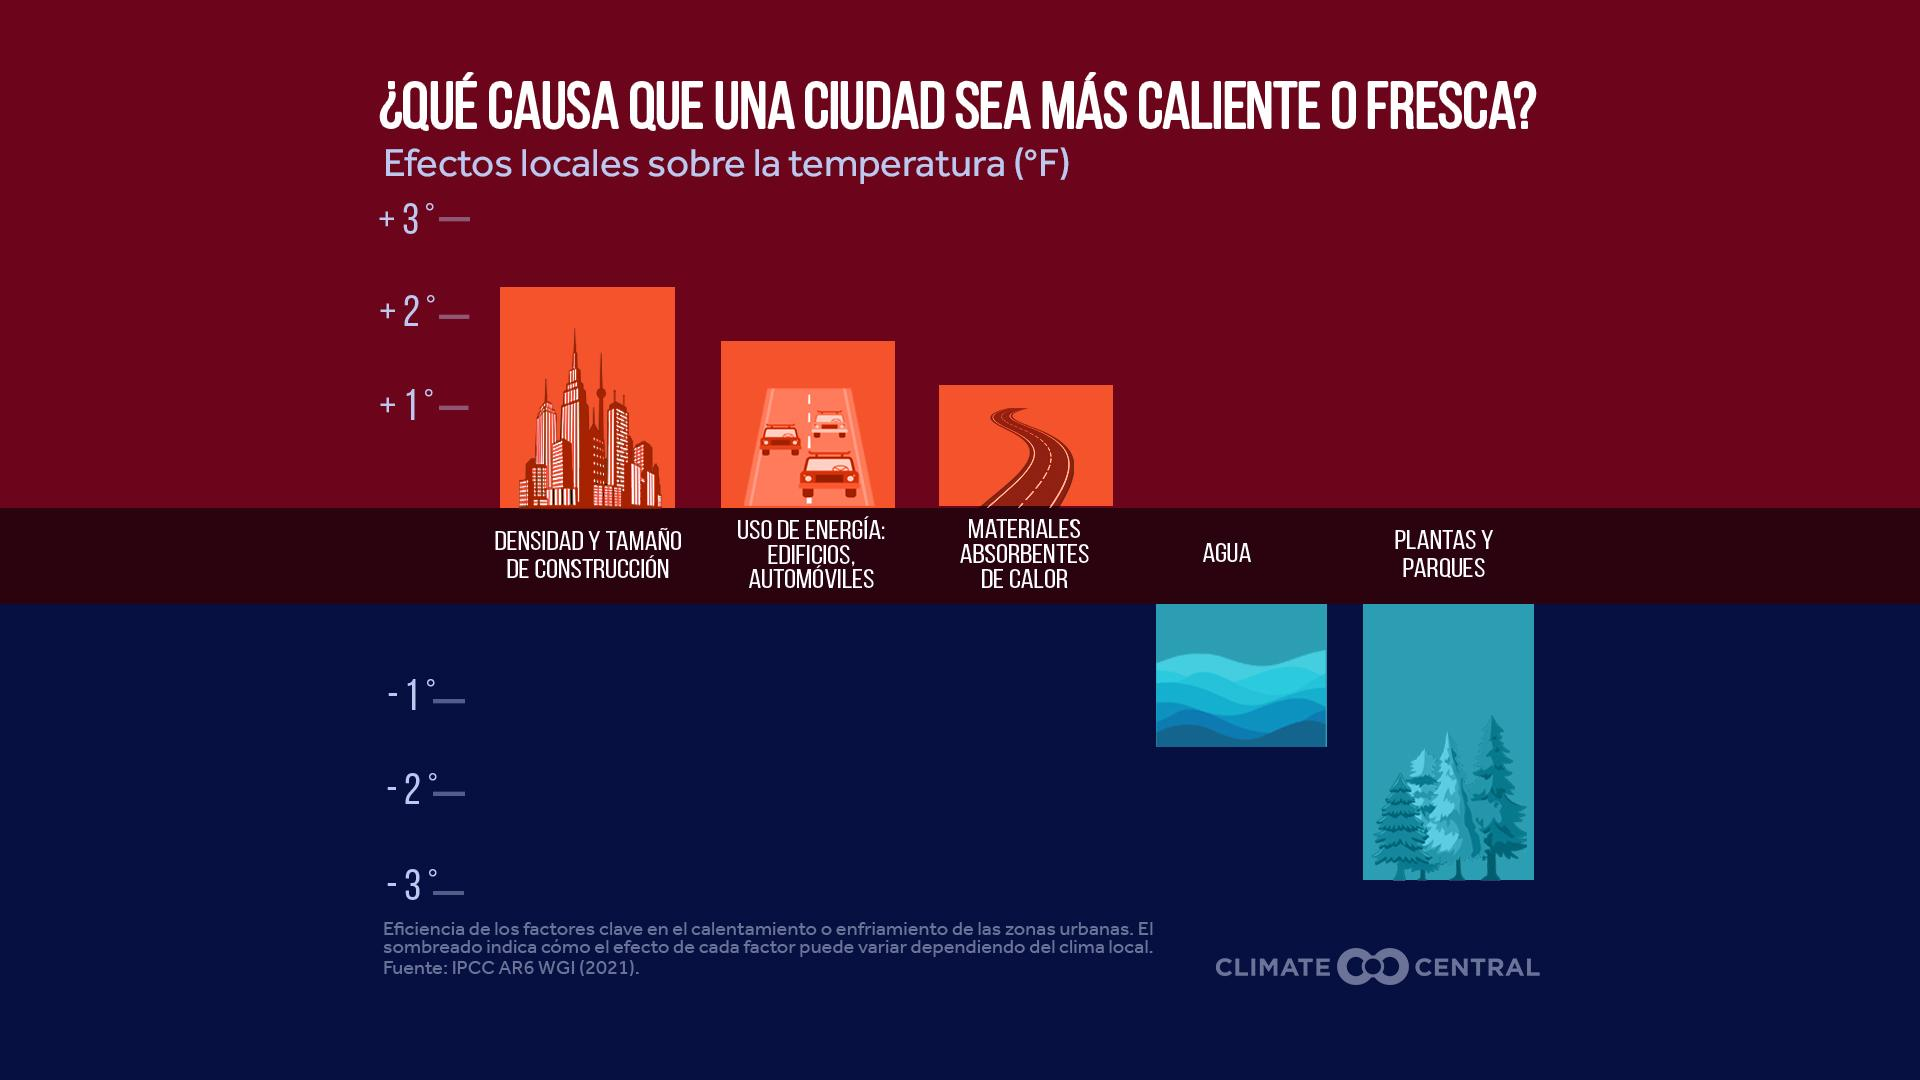 ¿QUÉ CAUSA QUE UNA CIUDAD SEA MÁS CALIENTE O FRESCA?
Efectos locales sobre la temperatura (°F)
+ 3°
+ 2°
+ 1°
DENSIDAD Y TAMAÑO
DE CONSTRUCCIÓN
USO DE ENERGÍA:
EDIFICIOS,
AUTOMÓVILES
MATERIALES
ABSORBENTES
DE CALOR
AGUA
PLANTAS Y
PARQUES
- 1°
- 2°
- 3°
Eficiencia de los factores clave en el calentamiento o enfriamiento de las zonas urbanas. El
sombreado indica cómo el efecto de cada factor puede variar dependiendo del clima local.
Fuente: IPCC AR6 WGI (2021).
CLIMATE CENTRAL